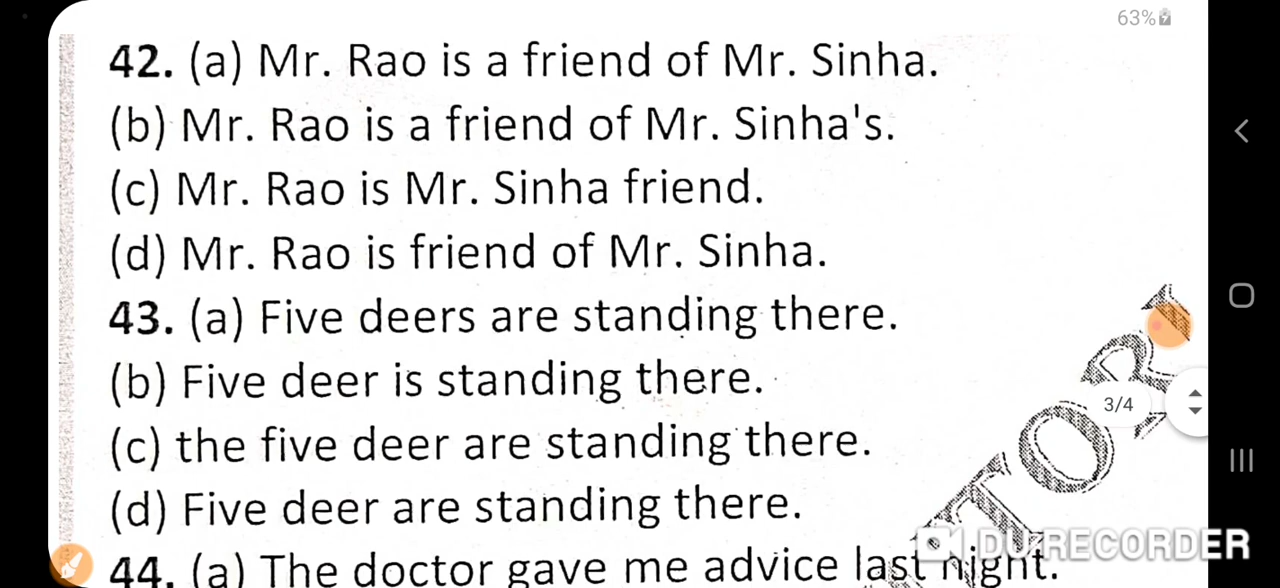 63%
42. (a) Mr. Rao is a friend of Mr. Sinha.
(b) Mr. Rao is a friend of Mr. Sinha's.
(c) Mr. Rao is Mr. Sinha friend.
(d) Mr. Rao is friend of Mr. Sinha.
43. (a) Five deers are standing there.
(b) Five deer is standing there.
3/4
(c) the five deer are standing there.
(d) Five deer are standing there.
DU RECORDER
44. (a) The doctor gave me advice last night.